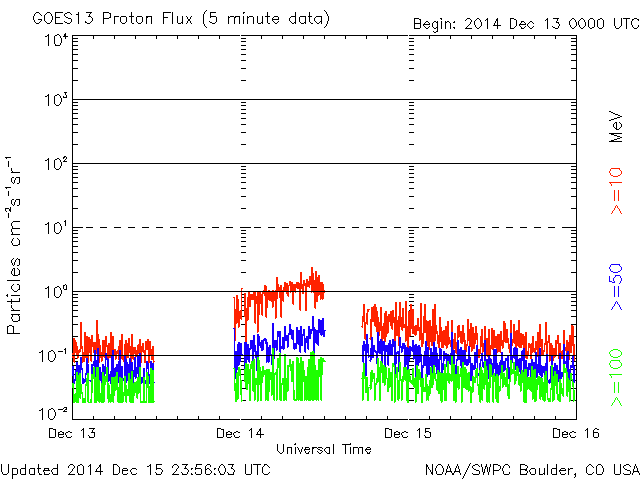 GOES13 Proton Flux (5 minute data)
Begin: 2014 Dec 13 0000 UTC
10⁴
10³
10²
10¹
10⁰
10⁻¹
10⁻²
Particles cm⁻²s⁻¹sr⁻¹
MeV
>=10
>=50
>=100
Dec 13
Dec 14
Dec 15
Dec 16
Universal Time
Updated 2014 Dec 15 23:56:03 UTC
NOAA/SWPC Boulder, CO USA